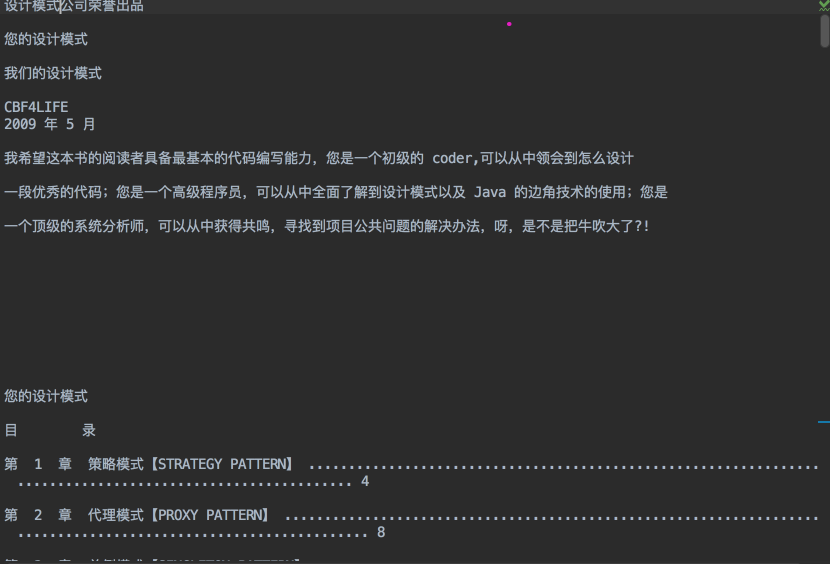 设计模式公司荣誉出品
您的设计模式
我们的设计模式
CBF4LIFE
2009 年 5 月
我希望这本书的阅读者具备最基本的代码编写能力，您是一个初级的 coder,可以从中领会到怎么设计
一段优秀的代码；您是一个高级程序员，可以从中全面了解到设计模式以及 Java 的边角技术的使用；您是
一个顶级的系统分析师，可以从中获得共鸣，寻找到项目公共问题的解决办法，呀，是不是把牛吹大了?!
您的设计模式
目 录
第 1 章 策略模式【STRATEGY PATTERN】 ................................................................
.......................................... 4
第 2 章 代理模式【PROXY PATTERN】 ...................................................................
............................................ 8